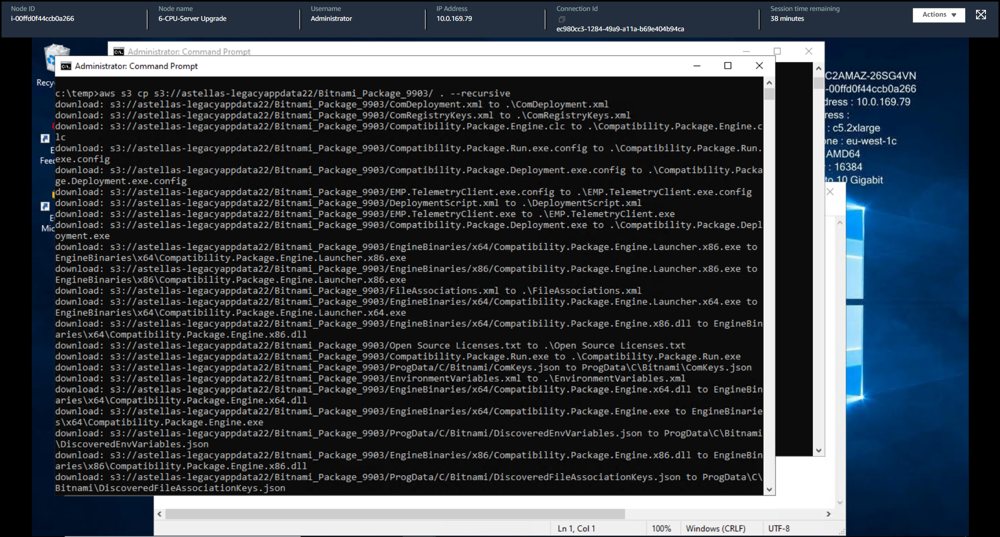 Node ID
i-00ffd0f44ccb0a266
Node name
6-CPU-Server Upgrade
Username
Administrator
IP Address
10.0.169.79
Connection Id
ec980cc3-1284-49a9-a11a-b69e404b94ca
Session time remaining
38 minutes
Actions
Administrator: Command Prompt
Administrator: Command Prompt
Recy
Feed
Mic
c:\temp>aws s3 cp s3://astellas-legacyappdata22/Bitnami_Package_9903/ . --recursive
download: s3://astellas-legacyappdata22/Bitnami_Package_9903/ComDeployment.xml to .\ComDeployment.xml
download: s3://astellas-legacyappdata22/Bitnami_Package_9903/ComRegistryKeys.xml to .\ComRegistryKeys.xml
download: s3://astellas-legacyappdata22/Bitnami_Package_9903/Compatibility.Package.Engine.clc to .\Compatibility.Package.Engine.c
lc
download: s3://astellas-legacyappdata22/Bitnami_Package_9903/Compatibility.Package.Run.exe.config to .\Compatibility.Package.Run.
exe.config
download: s3://astellas-legacyappdata22/Bitnami_Package_9903/Compatibility.Package.Deployment.exe.config to .\Compatibility.Packa
ge.Deployment.exe.config
download: s3://astellas-legacyappdata22/Bitnami_Package_9903/EMP.TelemetryClient.exe.config to .\EMP.TelemetryClient.exe.config
download: s3://astellas-legacyappdata22/Bitnami_Package_9903/DeploymentScript.xml to .\DeploymentScript.xml
download: s3://astellas-legacyappdata22/Bitnami_Package_9903/EMP.TelemetryClient.exe to .\EMP.TelemetryClient.exe
download: s3://astellas-legacyappdata22/Bitnami_Package_9903/Compatibility.Package.Deployment.exe to .\Compatibility.Package.Depl
oyment.exe
download: s3://astellas-legacyappdata22/Bitnami_Package_9903/EngineBinaries/x64/Compatibility.Package.Engine.Launcher.x86.exe to
EngineBinaries\x64\Compatibility.Package.Engine.Launcher.x86.exe
download: s3://astellas-legacyappdata22/Bitnami_Package_9903/EngineBinaries/x86/Compatibility.Package.Engine.Launcher.x86.exe to
EngineBinaries\x86\Compatibility.Package.Engine.Launcher.x86.exe
download: s3://astellas-legacyappdata22/Bitnami_Package_9903/FileAssociations.xml to .\FileAssociations.xml
download: s3://astellas-legacyappdata22/Bitnami_Package_9903/EngineBinaries/x64/Compatibility.Package.Engine.Launcher.x64.exe to
EngineBinaries\x64\Compatibility.Package.Engine.Launcher.x64.exe
download: s3://astellas-legacyappdata22/Bitnami_Package_9903/EngineBinaries/x64/Compatibility.Package.Engine.x86.dll to EngineBin
aries\x64\Compatibility.Package.Engine.x86.dll
download: s3://astellas-legacyappdata22/Bitnami_Package_9903/Open Source Licenses.txt to .\Open Source Licenses.txt
download: s3://astellas-legacyappdata22/Bitnami_Package_9903/Compatibility.Package.Run.exe to .\Compatibility.Package.Run.exe
download: s3://astellas-legacyappdata22/Bitnami_Package_9903/ProgData/C/Bitnami/ComKeys.json to ProgData\C\Bitnami\ComKeys.json
download: s3://astellas-legacyappdata22/Bitnami_Package_9903/EnvironmentVariables.xml to .\EnvironmentVariables.xml
download: s3://astellas-legacyappdata22/Bitnami_Package_9903/EngineBinaries/x64/Compatibility.Package.Engine.x64.dll to EngineBin
aries\x64\Compatibility.Package.Engine.x64.dll
download: s3://astellas-legacyappdata22/Bitnami_Package_9903/EngineBinaries/x64/Compatibility.Package.Engine.exe to EngineBinarie
s\x64\Compatibility.Package.Engine.exe
download: s3://astellas-legacyappdata22/Bitnami_Package_9903/ProgData/C/Bitnami/DiscoveredEnvVariables.json to ProgData\C\Bitnami
\DiscoveredEnvVariables.json
download: s3://astellas-legacyappdata22/Bitnami_Package_9903/EngineBinaries/x86/Compatibility.Package.Engine.x86.dll to EngineBin
aries\x86\Compatibility.Package.Engine.x86.dll
download: s3://astellas-legacyappdata22/Bitnami_Package_9903/ProgData/C/Bitnami/DiscoveredFileAssociationKeys.json to ProgData\C\
Bitnami\DiscoveredFileAssociationKeys.json
C2AMAZ-26SG4VN
-00ffd0f44ccb0a266
dress : 10.0.169.79
ress :
: c5.2xlarge
one : eu-west-1c
AMD64
: 16384
to 10 Gigabit
Ln 1, Col 1
100%
Windows (CRLF)
UTF-8